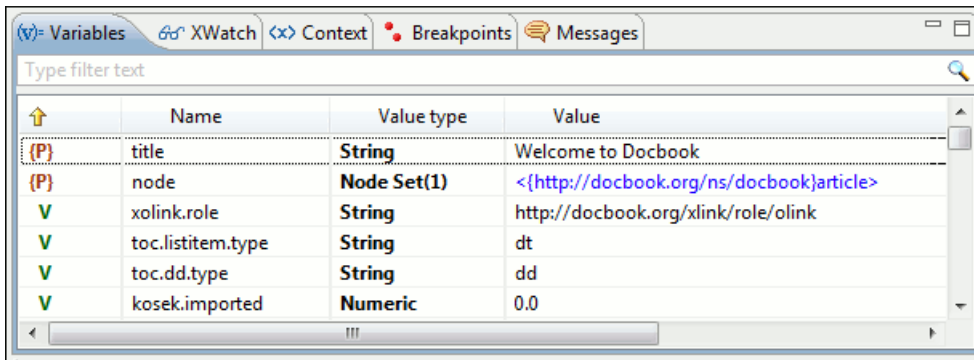 (v)= Variables XWatch <x> Context Breakpoints Messages
Type filter text
Name Value type Value
{P} title String Welcome to Docbook
{P} node Node Set(1) <{http://docbook.org/ns/docbook}article>
V xolink.role String http://docbook.org/xlink/role/olink
V toc.listitem.type String dt
V toc.dd.type String dd
V kosek.imported Numeric 0.0